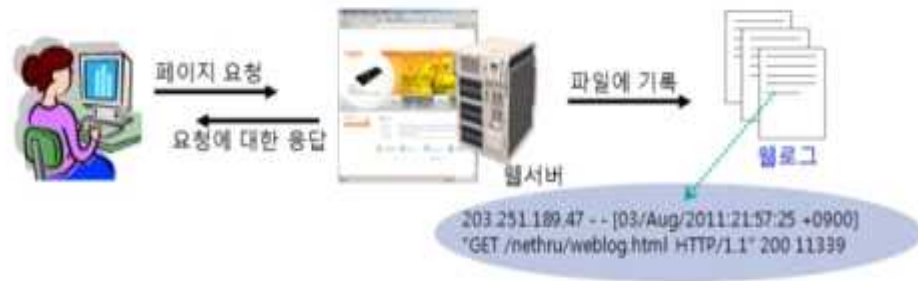 페이지 요청
요청에 대한 응답
웹서버
파일에 기록
웹로그
203.251.189.47 - - [03/Aug/2011:21:57:25 +0900]
"GET /nethru/weblog.html HTTP/1.1" 200 11339